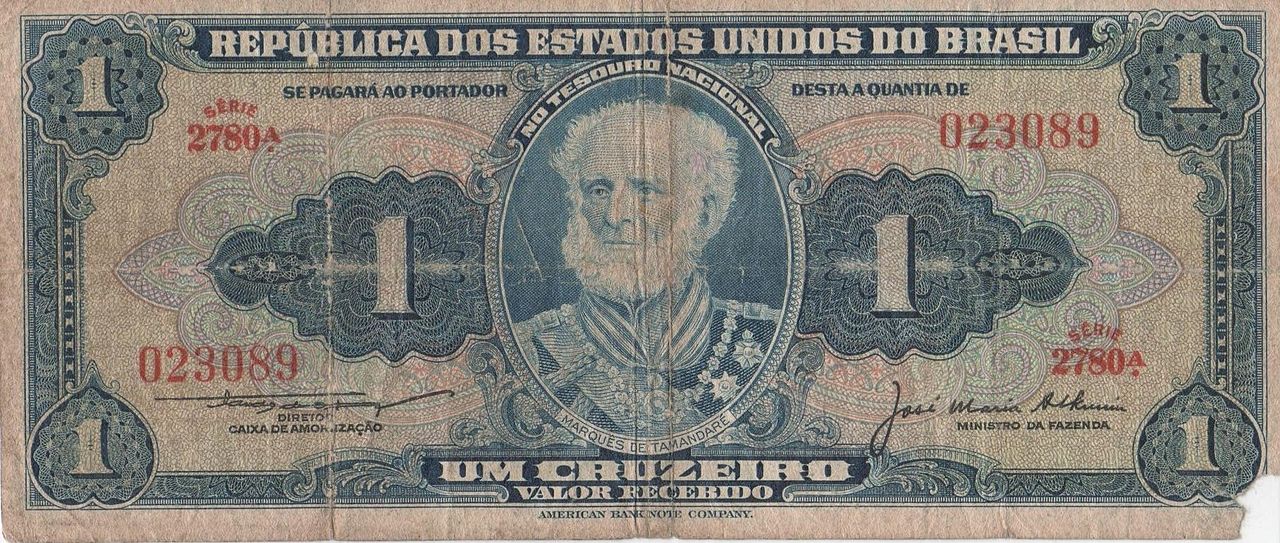 REPÚBLICA DOS ESTADOS UNIDOS DO BRASIL
1
1
SE PAGARÁ AO PORTADOR
NO TESOURO NACIONAL
DESTA A QUANTIA DE
SÉRIE
2780A
023089
1
1
023089
SÉRIE
2780A
José Maria Alkmim
DIRETO
CAIXA DE AMORTIZAÇÃO
MINISTRO DA FAZENDA
MARQUÊS DE TAMANDARÉ
1
1
UM CRUZEIRO
VALOR RECEBIDO
AMERICAN BANK NOTE COMPANY.